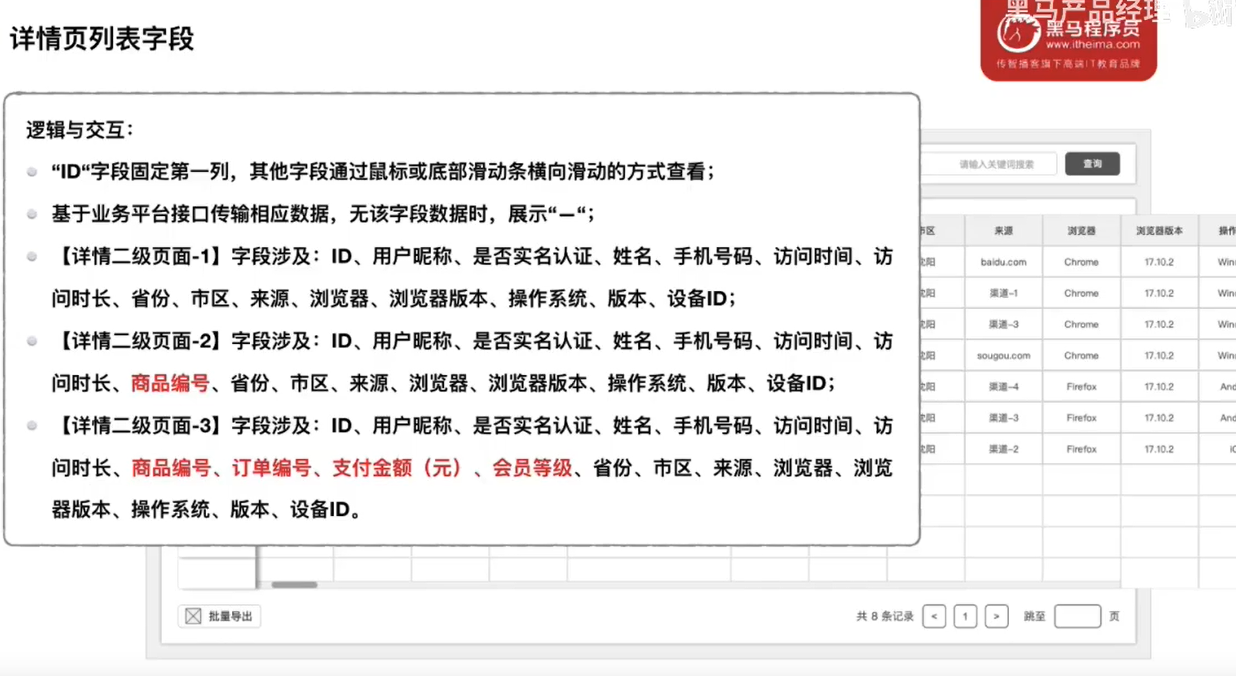 详情页列表字段
黑马产品经理
黑马程序员
www.itheima.com
传智播客旗下高端IT教育品牌
逻辑与交互：
“ID“字段固定第一列，其他字段通过鼠标或底部滑动条横向滑动的方式查看；
基于业务平台接口传输相应数据，无该字段数据时，展示“—“；
【详情二级页面-1】字段涉及：ID、用户昵称、是否实名认证、姓名、手机号码、访问时间、访
问时长、省份、市区、来源、浏览器、浏览器版本、操作系统、版本、设备ID；
【详情二级页面-2】字段涉及：ID、用户昵称、是否实名认证、姓名、手机号码、访问时间、访
问时长、商品编号、省份、市区、来源、浏览器、浏览器版本、操作系统、版本、设备ID；
【详情二级页面-3】字段涉及：ID、用户昵称、是否实名认证、姓名、手机号码、访问时间、访
问时长、商品编号、订单编号、支付金额（元）、会员等级、省份、市区、来源、浏览器、浏览
器版本、操作系统、版本、设备ID。
请输入关键词搜索 查询
市区 来源 浏览器 浏览器版本 操作
沈阳 baidu.com Chrome 17.10.2 Win
沈阳 渠道-1 Chrome 17.10.2 Win
沈阳 渠道-3 Chrome 17.10.2 Win
沈阳 sougou.com Chrome 17.10.2 Win
沈阳 渠道-4 Firefox 17.10.2 And
沈阳 渠道-3 Firefox 17.10.2 And
沈阳 渠道-2 Firefox 17.10.2 iO
批量导出 共 8 条记录 < 1 > 跳至 页